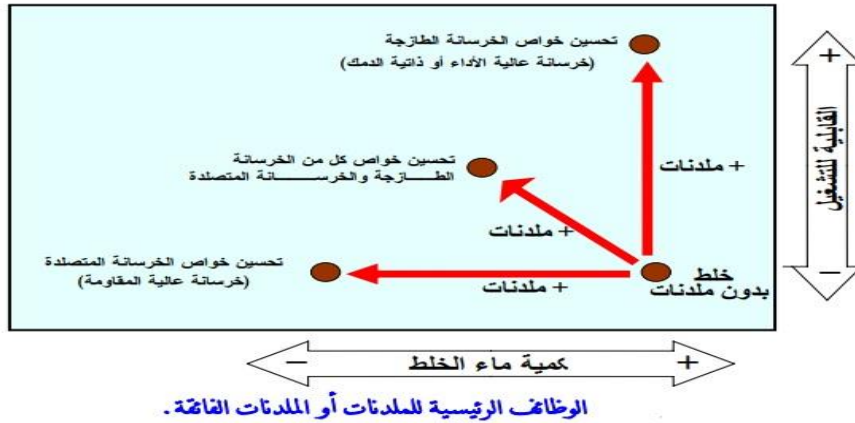 تحسين خواص الخرسانة الطازجة
(خرسانة عالية الأداء أو ذاتية الدمك)
+
القابلية للتشغيل
−
تحسين خواص كل من الخرسانة
الطـــازجة والخرســـــانة المتصلدة
+ ملدنات
+ ملدنات
تحسين خواص الخرسانة المتصلدة
(خرسانة عالية المقاومة)
+ ملدنات
خلط
بدون ملدنات
− كمية ماء الخلط +
الوظائف الرئيسية للملدنات أو الملدنات الفائقة.